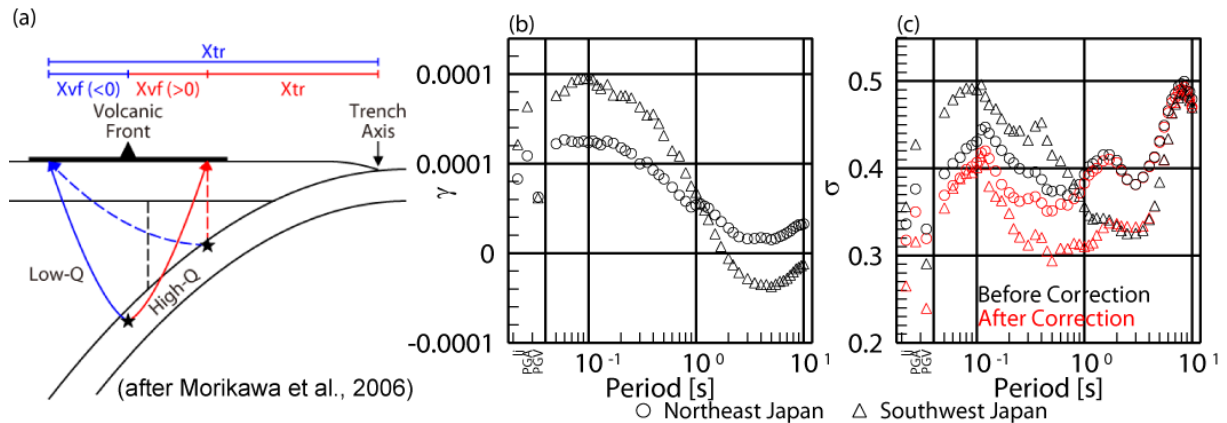 (a)
Xtr
Xvf (<0)
Xvf (>0)
Xtr
Volcanic
Front
Trench
Axis
Low-Q
High-Q
(after Morikawa et al., 2006)
(b)
0.0001
0.0001
0
-0.0001
γ
PGV
10⁻¹
10⁰
10¹
Period [s]
(c)
0.5
0.4
0.3
0.2
σ
Before Correction
After Correction
PGV
10⁻¹
10⁰
10¹
Period [s]
Northeast Japan
Southwest Japan